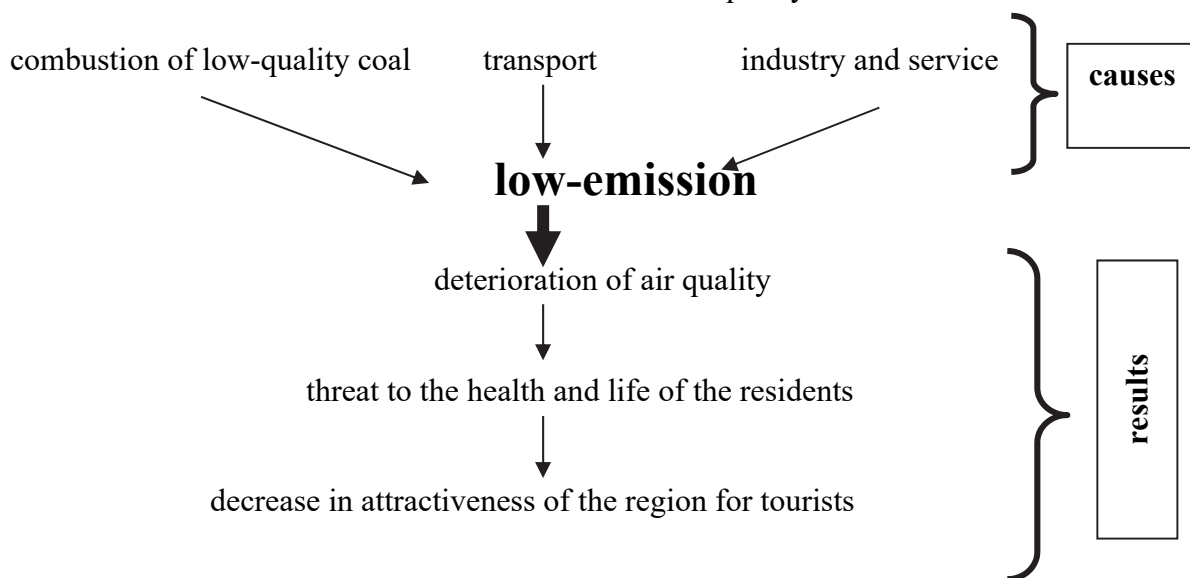 combustion of low-quality coal transport industry and service
causes
low-emission
deterioration of air quality
threat to the health and life of the residents
results
decrease in attractiveness of the region for tourists